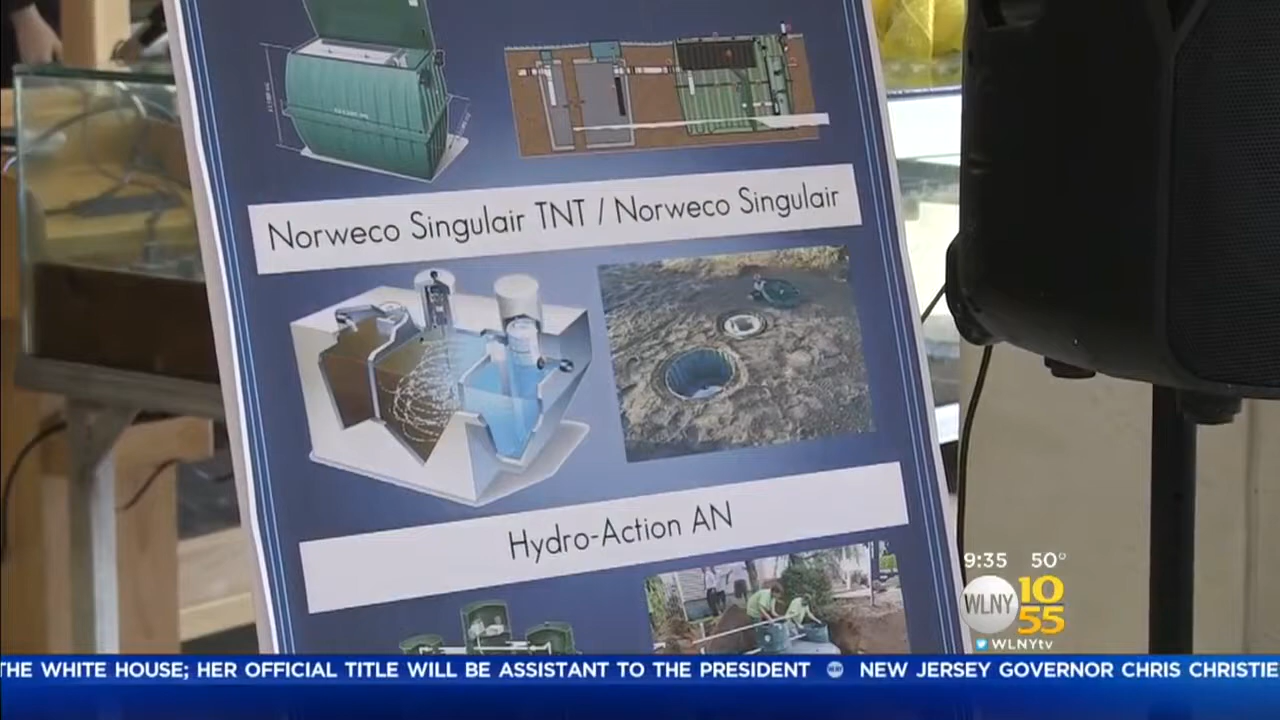 Norweco Singulair TNT / Norweco Singulair
Hydro-Action AN
9:35 50°
WLNY 10
55
WLNYtv
THE WHITE HOUSE; HER OFFICIAL TITLE WILL BE ASSISTANT TO THE PRESIDENT NEW JERSEY GOVERNOR CHRIS CHRISTIE